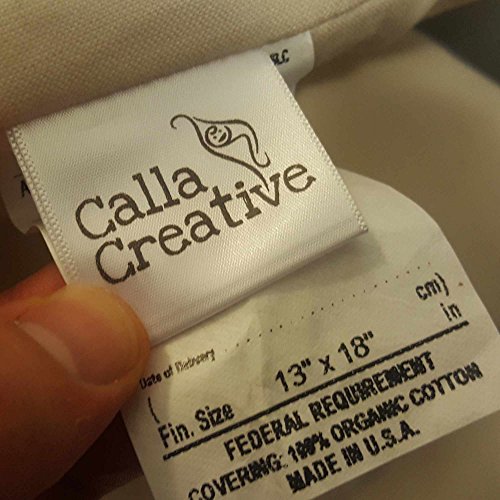 Calla
Creative
Date of Delivery
cm)
( in
Fin. Size 13" x 18"
FEDERAL REQUIREMENT
COVERING: 100% ORGANIC COTTON
MADE IN U.S.A.